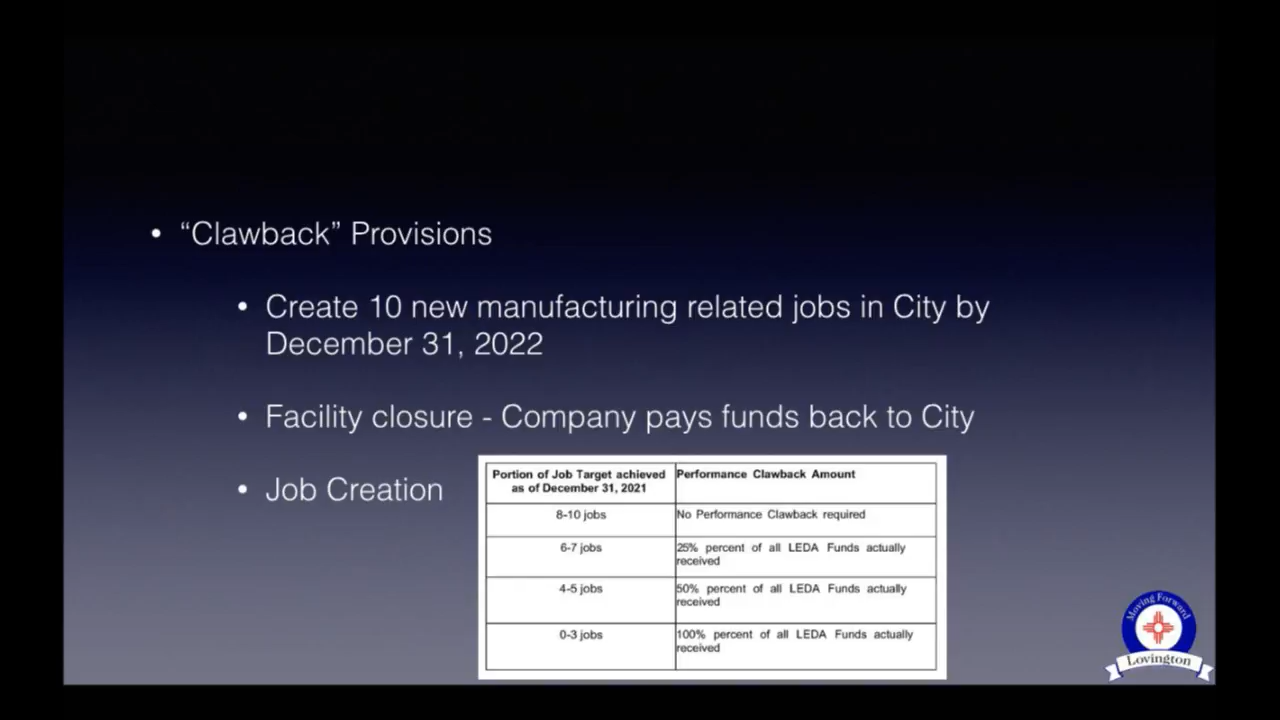 • “Clawback” Provisions
• Create 10 new manufacturing related jobs in City by
December 31, 2022
• Facility closure - Company pays funds back to City
• Job Creation
Portion of Job Target achieved
as of December 31, 2021
Performance Clawback Amount
8-10 jobs
No Performance Clawback required
6-7 jobs
25% percent of all LEDA Funds actually
received
4-5 jobs
50% percent of all LEDA Funds actually
received
0-3 jobs
100% percent of all LEDA Funds actually
received
Moving Forward
Lovington